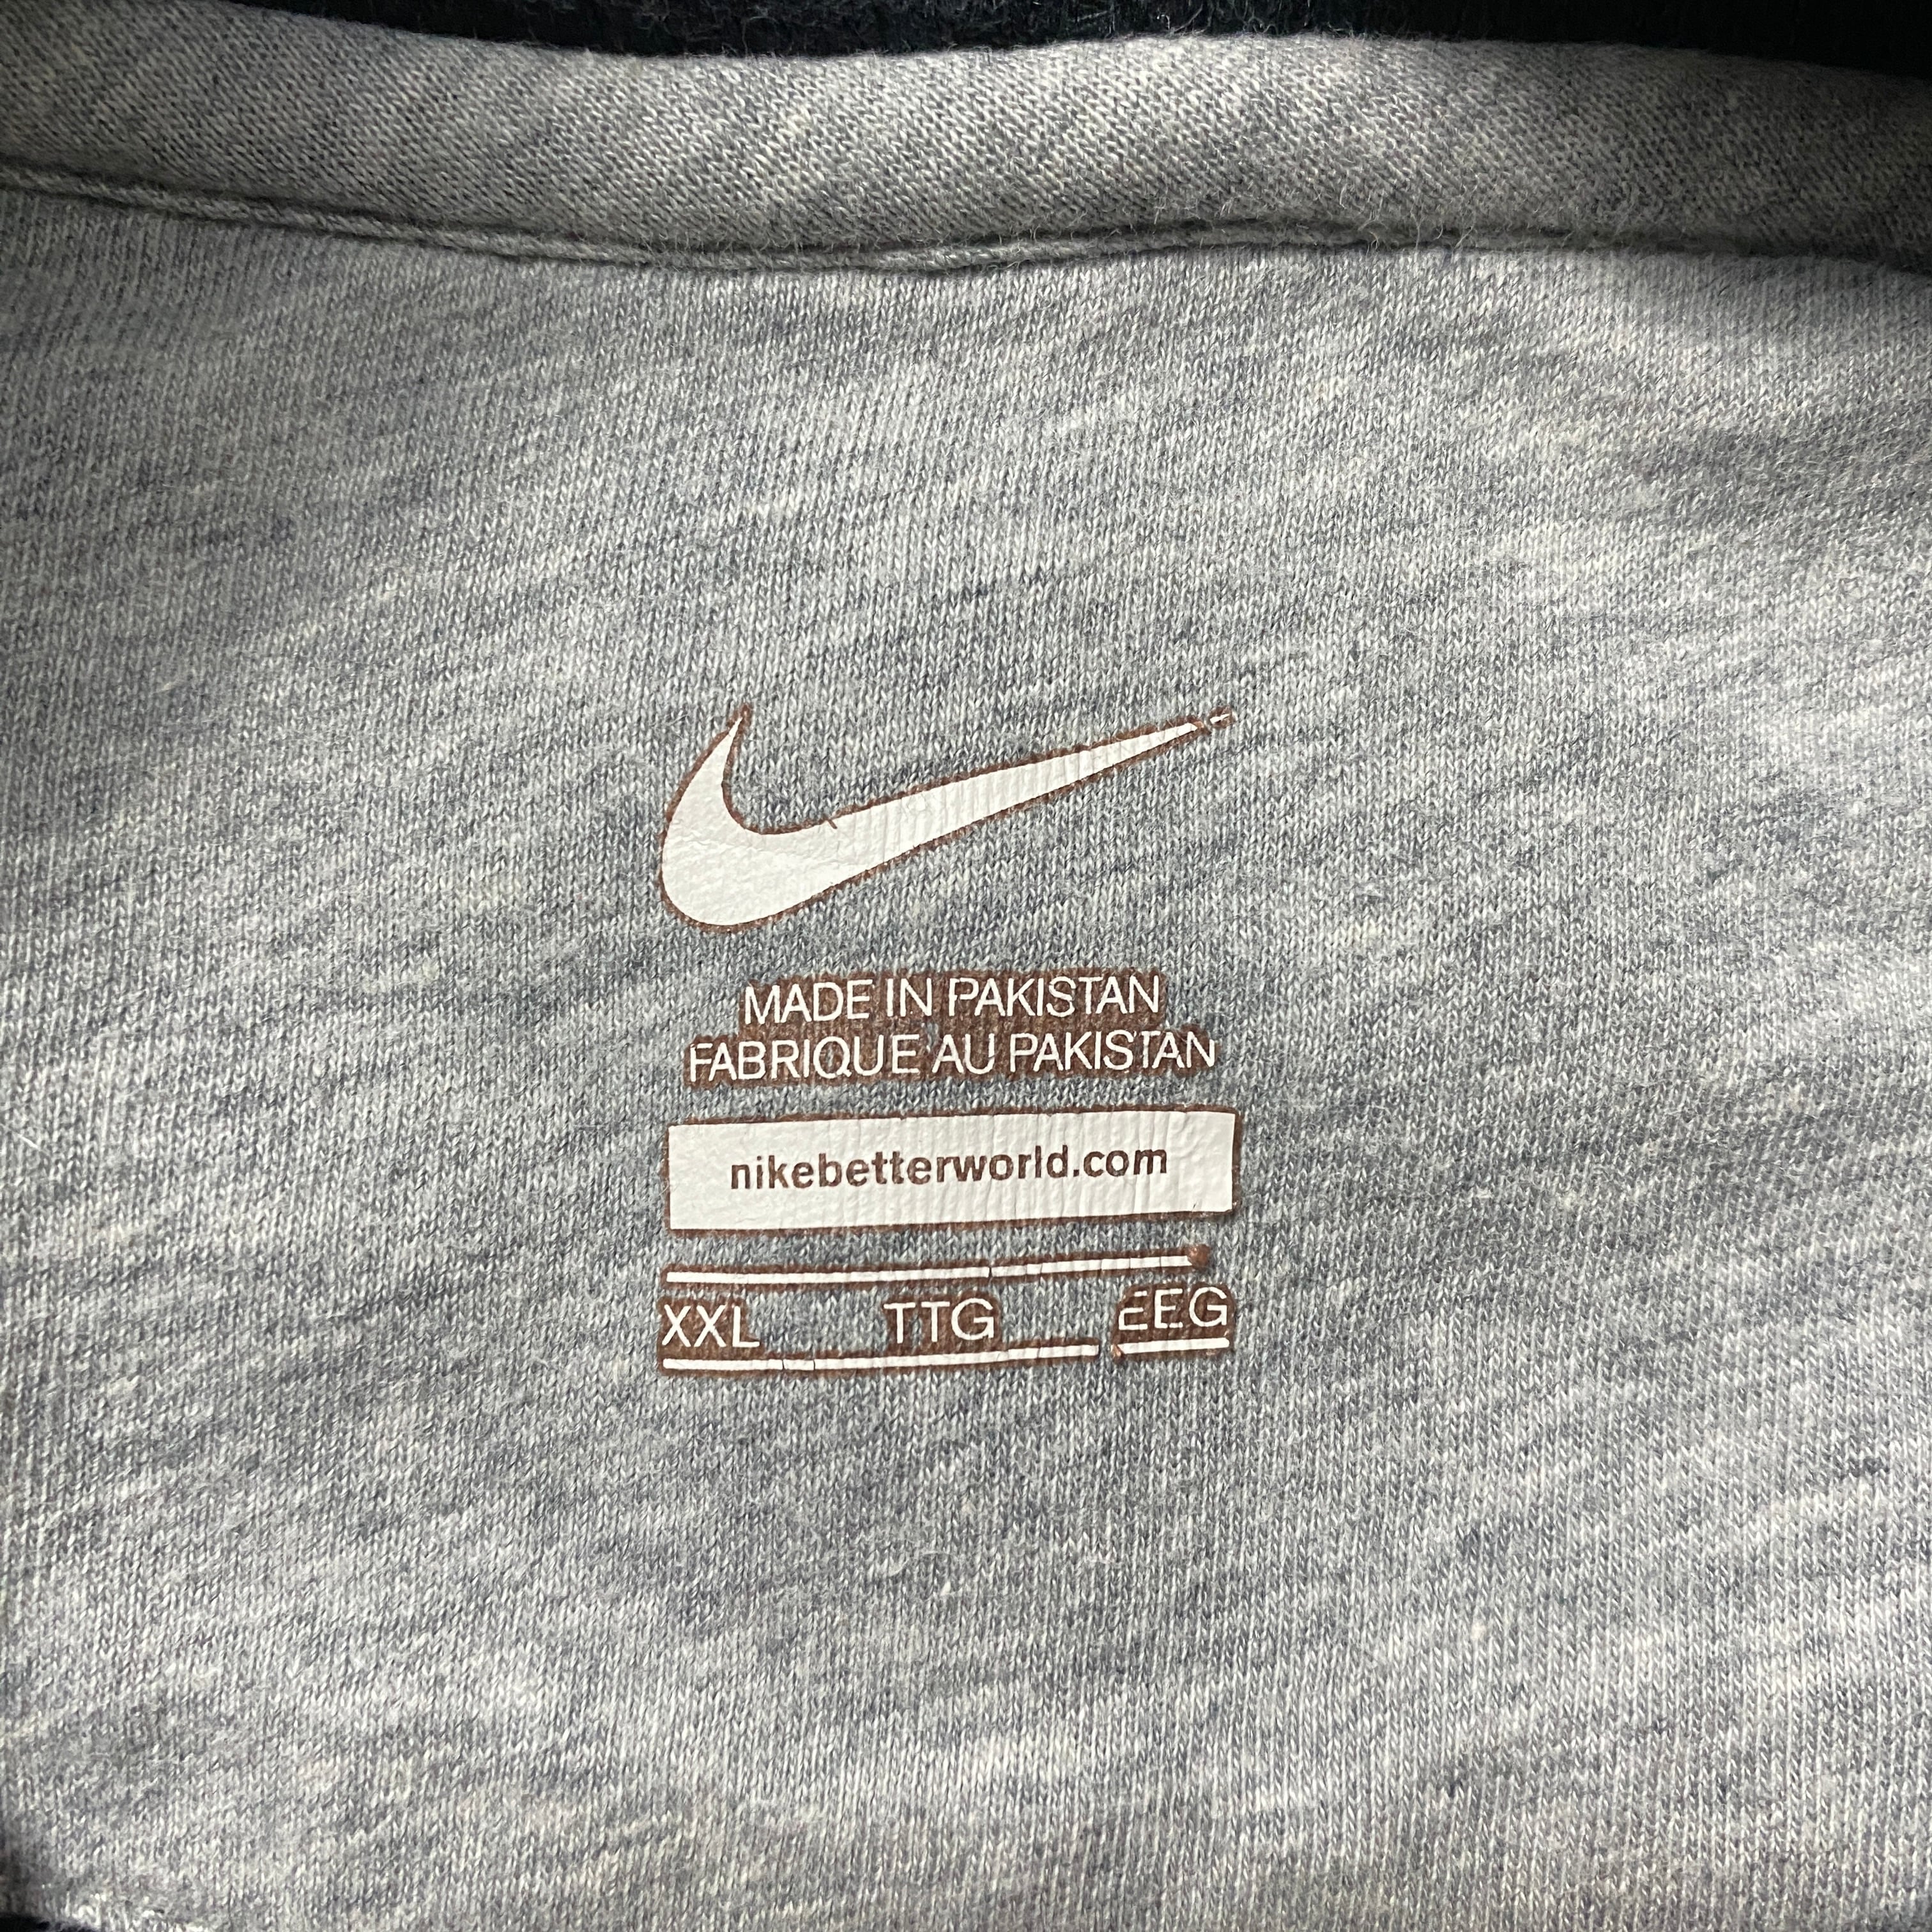 MADE IN PAKISTAN
FABRIQUE AU PAKISTAN
nikebetterworld.com
XXL TTG EEG